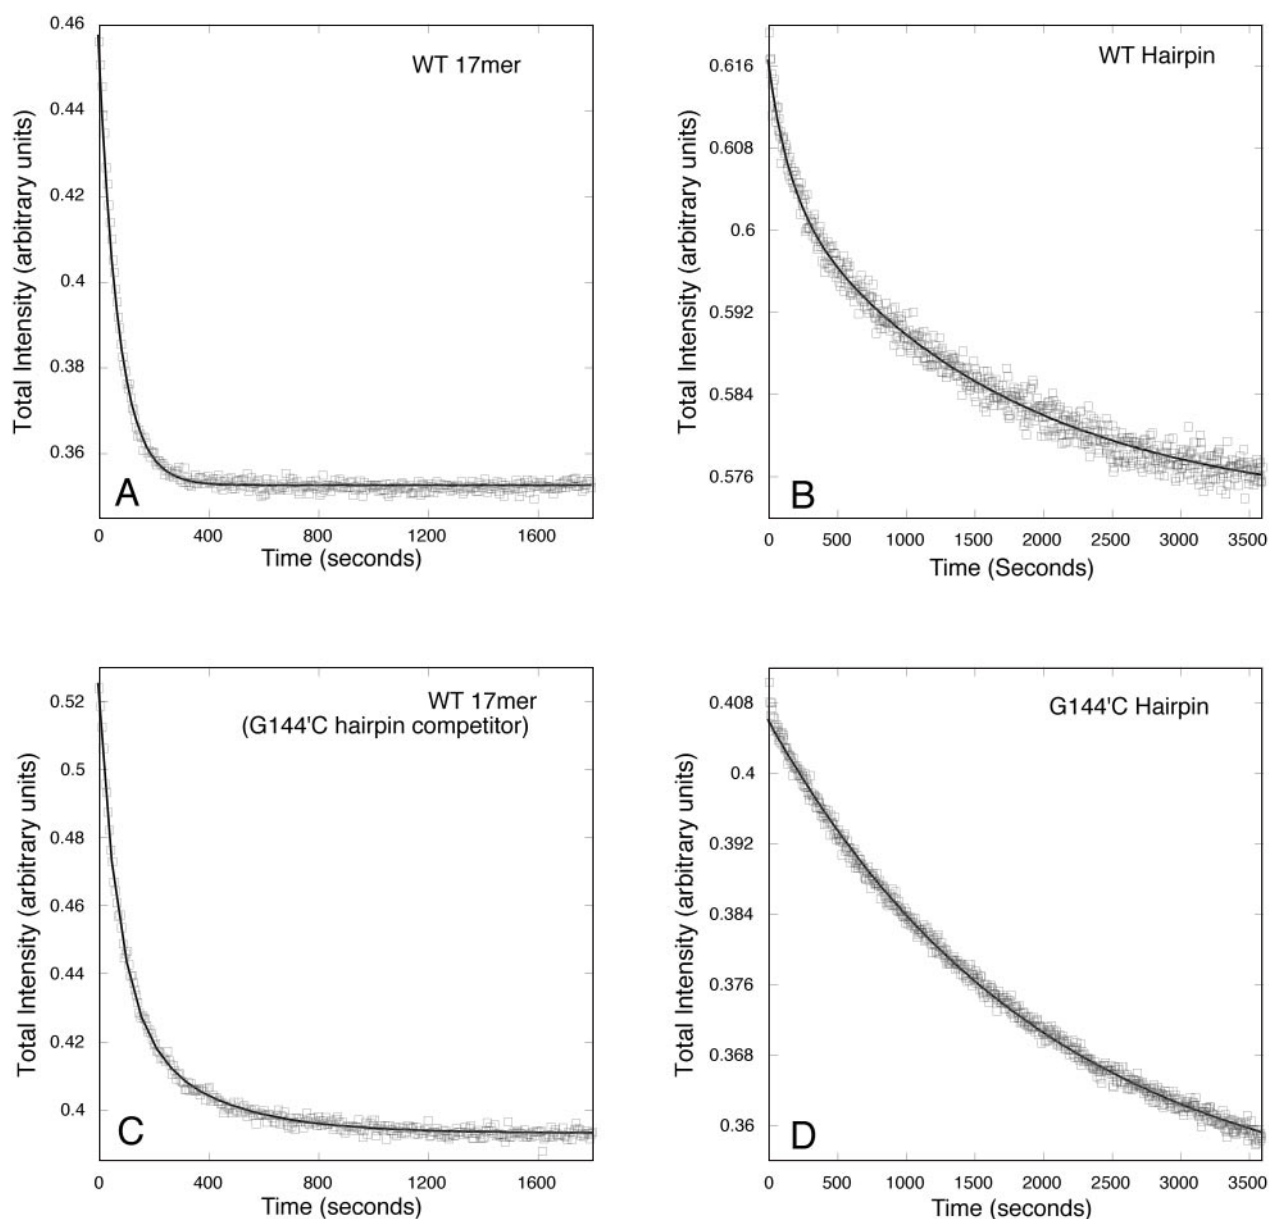 0.46
WT 17mer
0.44
0.42
0.4
0.38
0.36
Total Intensity (arbitrary units)
A
0 400 800 1200 1600
Time (seconds)
WT Hairpin
0.616
0.608
0.6
0.592
0.584
0.576
Total Intensity (arbitrary units)
B
0 500 1000 1500 2000 2500 3000 3500
Time (Seconds)
WT 17mer
(G144'C hairpin competitor)
0.52
0.5
0.48
0.46
0.44
0.42
0.4
Total Intensity (arbitrary units)
C
0 400 800 1200 1600
Time (seconds)
G144'C Hairpin
0.408
0.4
0.392
0.384
0.376
0.368
0.36
Total Intensity (arbitrary units)
D
0 500 1000 1500 2000 2500 3000 3500
Time (seconds)